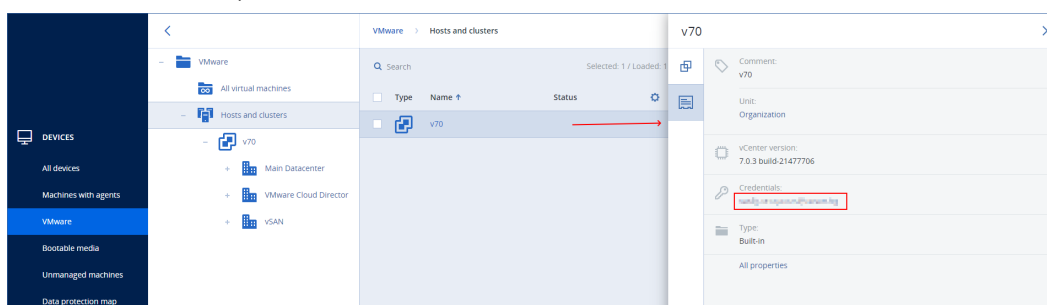 DEVICES
All devices
Machines with agents
VMware
Bootable media
Unmanaged machines
Data protection map
VMware
All virtual machines
Hosts and clusters
v70
Main Datacenter
VMware Cloud Director
vSAN
VMware > Hosts and clusters
Search Selected: 1 / Loaded: 1
Type Name ↑ Status
v70
v70
Comment:
v70
Unit:
Organization
vCenter version:
7.0.3 build-21477706
Credentials:
Type:
Built-in
All properties